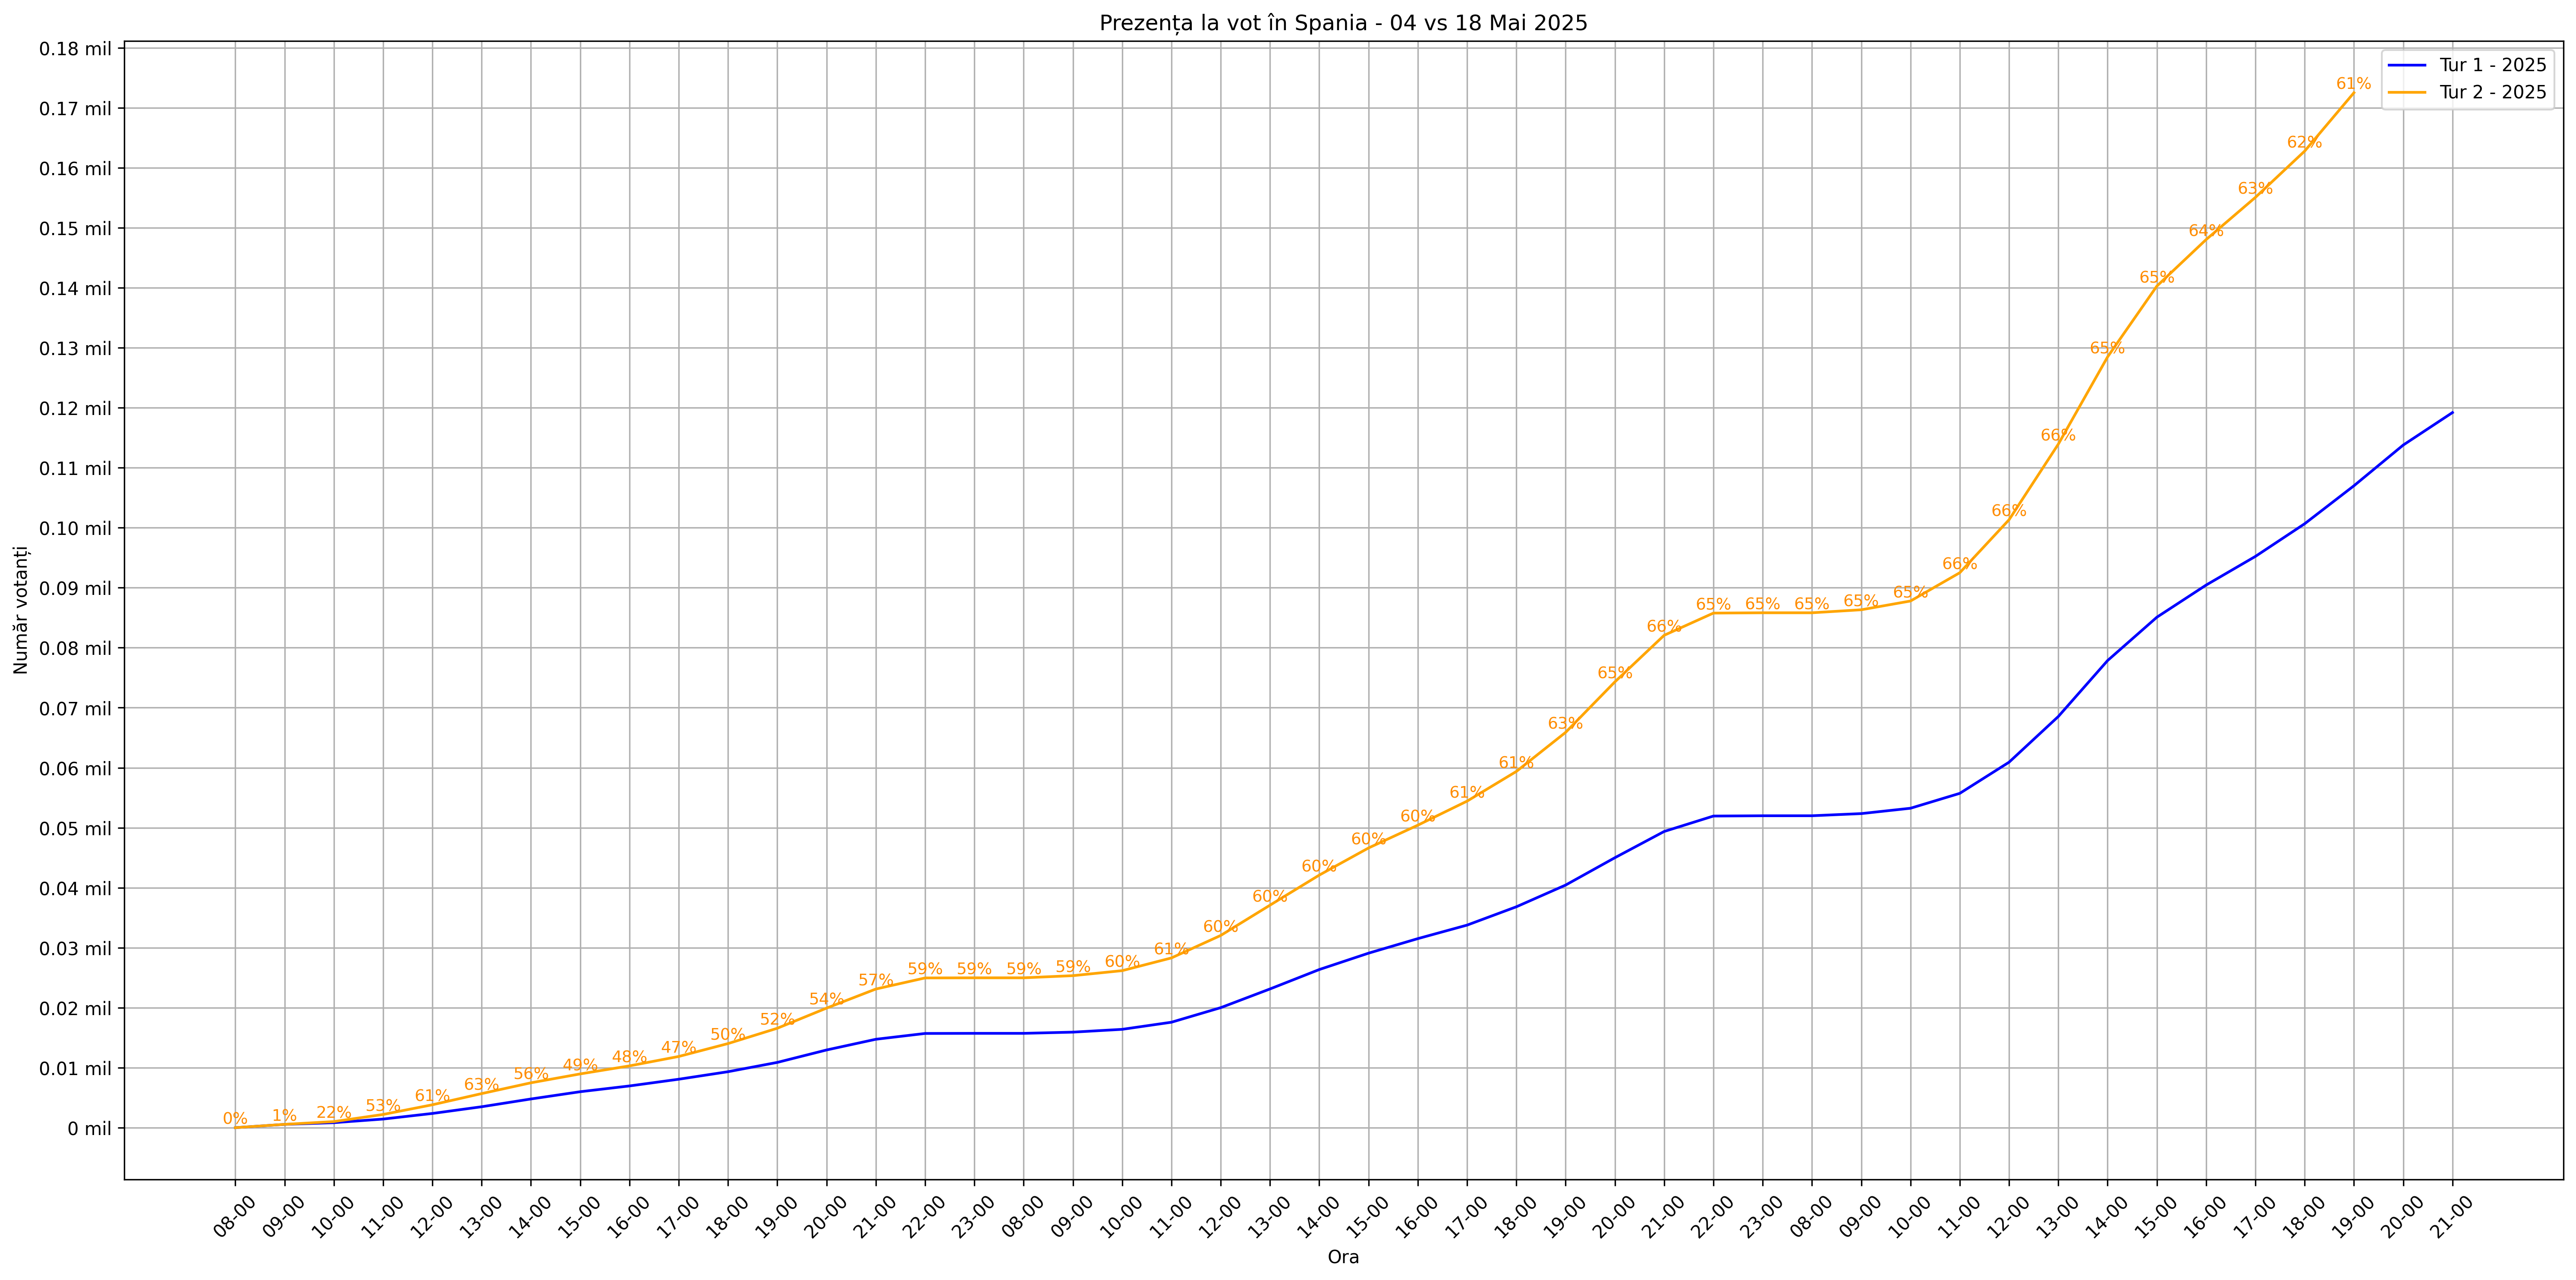 Prezența la vot în Spania - 04 vs 18 Mai 2025
Tur 1 - 2025
Tur 2 - 2025
Număr votanți
0.18 mil
0.17 mil
0.16 mil
0.15 mil
0.14 mil
0.13 mil
0.12 mil
0.11 mil
0.10 mil
0.09 mil
0.08 mil
0.07 mil
0.06 mil
0.05 mil
0.04 mil
0.03 mil
0.02 mil
0.01 mil
0 mil
0% 1% 22% 53% 61% 63% 56% 49% 48% 47% 50% 52% 54% 57% 59% 59% 59% 59% 60% 61% 60% 60% 60% 60% 60% 61% 61% 63% 65% 66% 65% 65% 65% 65% 65% 66% 66% 66% 65% 65% 64% 63% 62% 61%
08-00 09-00 10-00 11-00 12-00 13-00 14-00 15-00 16-00 17-00 18-00 19-00 20-00 21-00 22-00 23-00 08-00 09-00 10-00 11-00 12-00 13-00 14-00 15-00 16-00 17-00 18-00 19-00 20-00 21-00 22-00 23-00 08-00 09-00 10-00 11-00 12-00 13-00 14-00 15-00 16-00 17-00 18-00 19-00 20-00 21-00
Ora